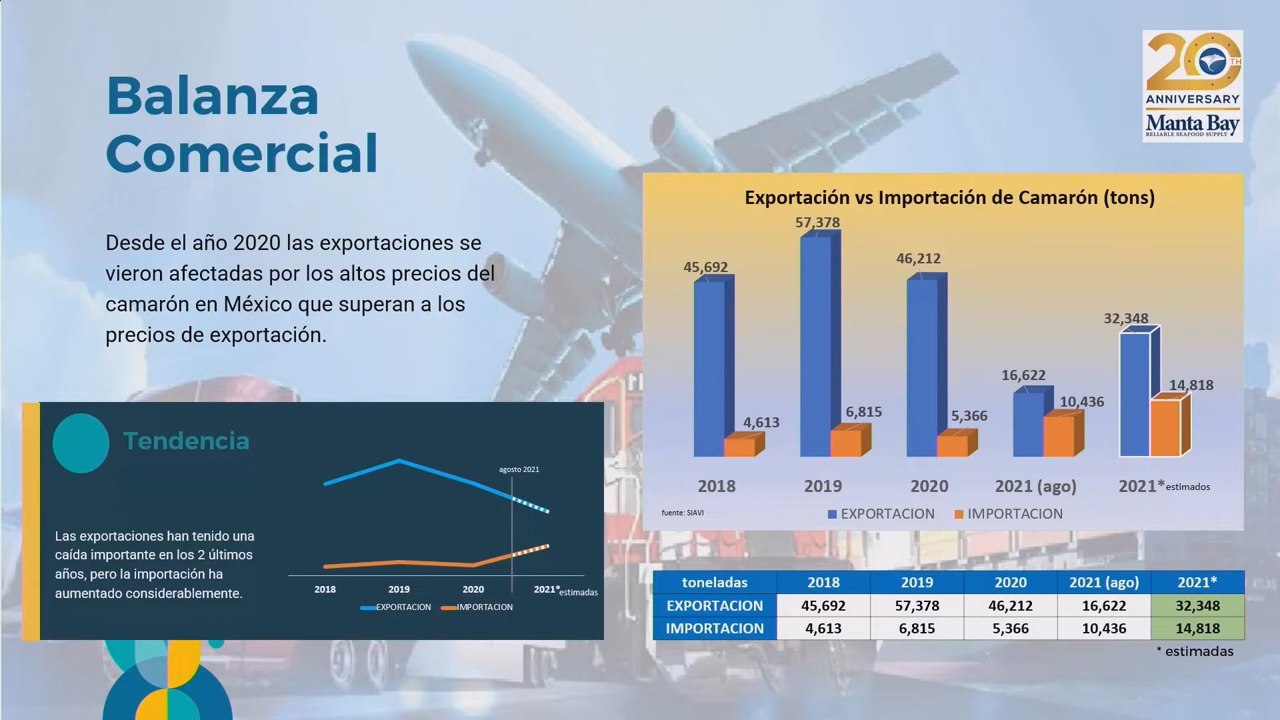 Balanza
Comercial
20TH
ANNIVERSARY
Manta Bay
RELIABLE SEAFOOD SUPPLY
Desde el año 2020 las exportaciones se
vieron afectadas por los altos precios del
camarón en México que superan a los
precios de exportación.
Tendencia
Las exportaciones han tenido una
caída importante en los 2 últimos
años, pero la importación ha
aumentado considerablemente.
agosto 2021
2018 2019 2020 2021*estimadas
EXPORTACION IMPORTACION
Exportación vs Importación de Camarón (tons)
57,378
45,692 46,212
32,348
16,622 14,818
4,613 6,815 5,366 10,436
2018 2019 2020 2021 (ago) 2021*estimados
fuente: SIAVI
EXPORTACION IMPORTACION
toneladas 2018 2019 2020 2021 (ago) 2021*
EXPORTACION 45,692 57,378 46,212 16,622 32,348
IMPORTACION 4,613 6,815 5,366 10,436 14,818
* estimadas